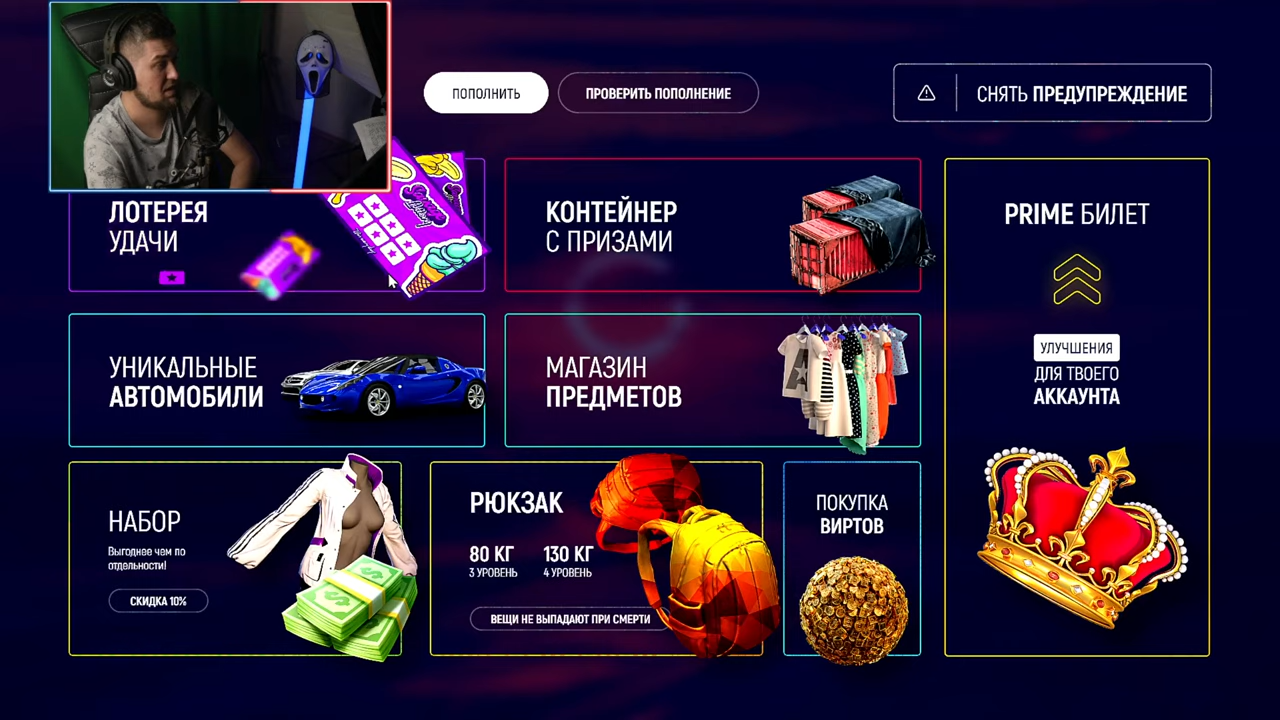 ПОПОЛНИТЬ
ПРОВЕРИТЬ ПОПОЛНЕНИЕ
СНЯТЬ ПРЕДУПРЕЖДЕНИЕ
ЛОТЕРЕЯ
УДАЧИ
КОНТЕЙНЕР
С ПРИЗАМИ
PRIME БИЛЕТ
УЛУЧШЕНИЯ
ДЛЯ ТВОЕГО
АККАУНТА
УНИКАЛЬНЫЕ
АВТОМОБИЛИ
МАГАЗИН
ПРЕДМЕТОВ
НАБОР
Выгоднее чем по
отдельности!
СКИДКА 10%
РЮКЗАК
80 КГ 130 КГ
3 УРОВЕНЬ 4 УРОВЕНЬ
ВЕЩИ НЕ ВЫПАДАЮТ ПРИ СМЕРТИ
ПОКУПКА
ВИРТОВ